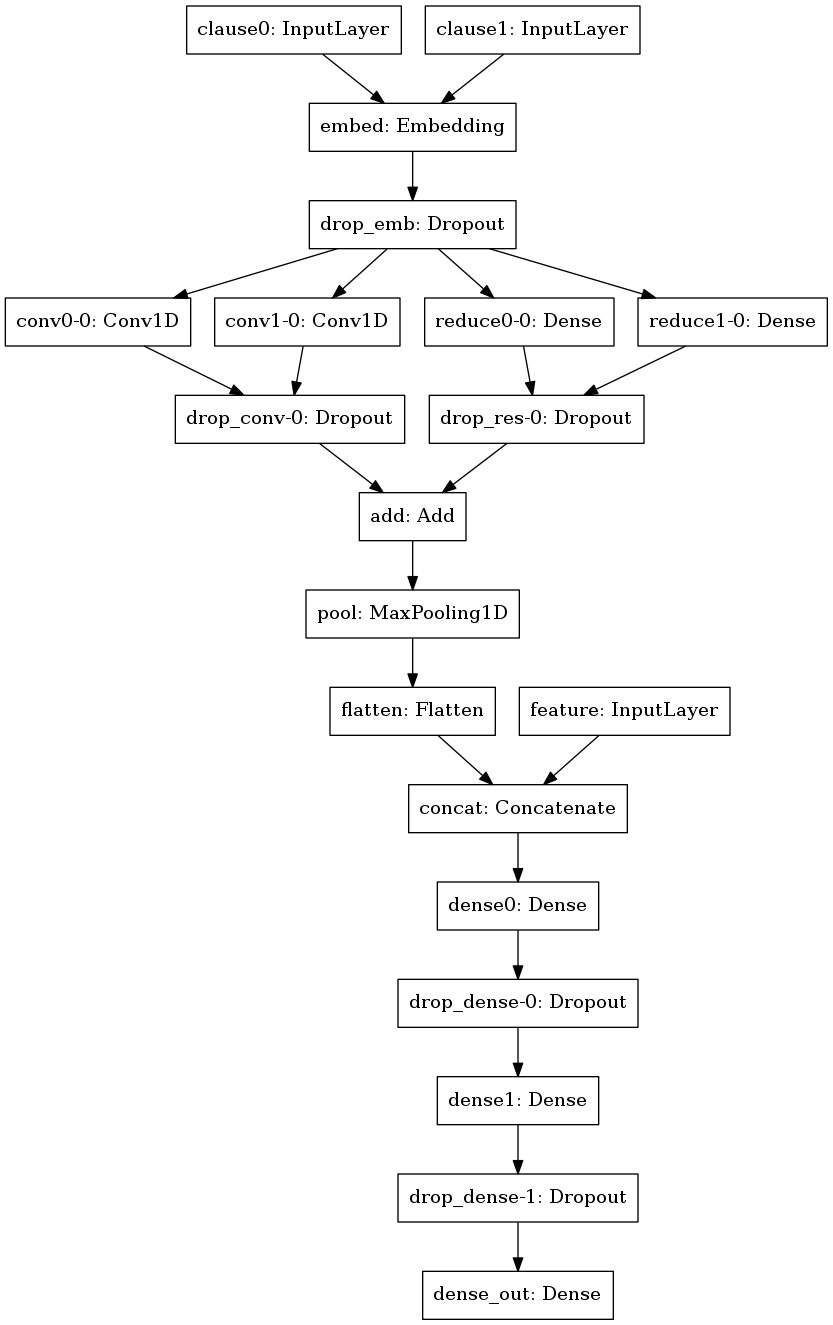 clause0: InputLayer
clause1: InputLayer
embed: Embedding
drop_emb: Dropout
conv0-0: Conv1D
conv1-0: Conv1D
reduce0-0: Dense
reduce1-0: Dense
drop_conv-0: Dropout
drop_res-0: Dropout
add: Add
pool: MaxPooling1D
flatten: Flatten
feature: InputLayer
concat: Concatenate
dense0: Dense
drop_dense-0: Dropout
dense1: Dense
drop_dense-1: Dropout
dense_out: Dense